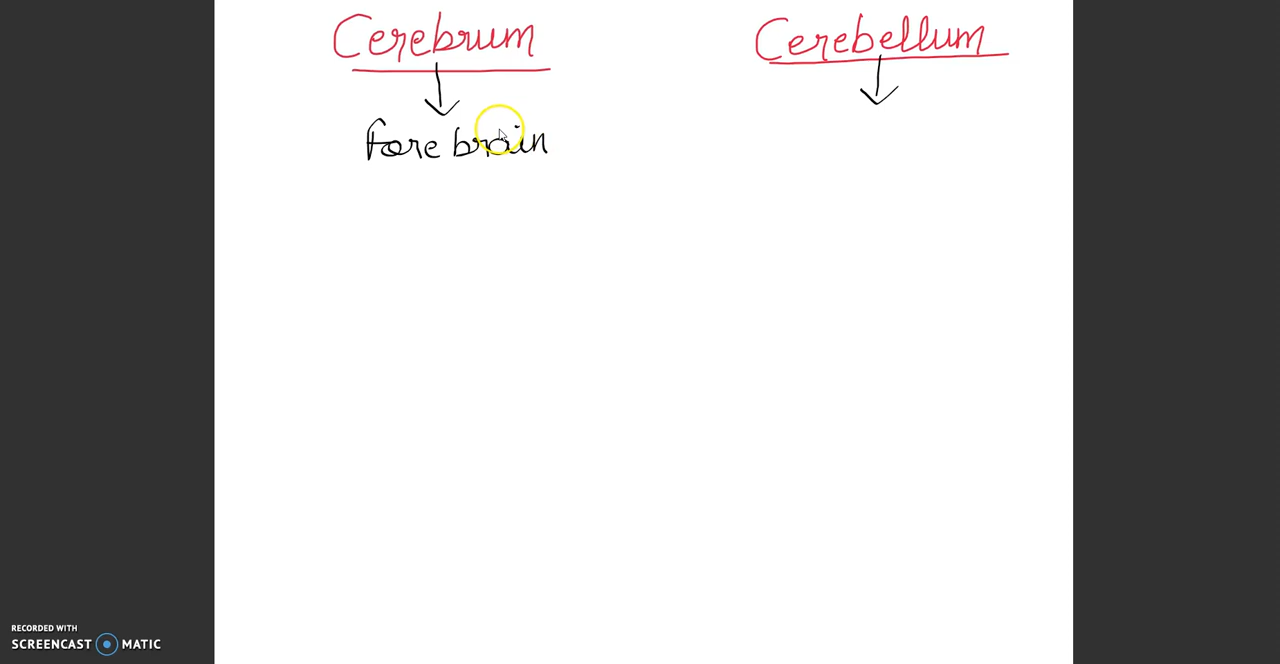 Cerebrum
Cerebellum
fore brain
RECORDED WITH
SCREENCAST MATIC